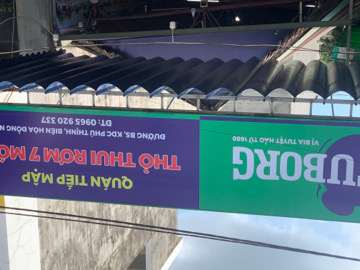 QUÁN TIẾP MẬP
THỎ THUI RƠM 7 MÓ
ĐƯỜNG, B5, KDC PHÚ THỊNH, BIÊN HÒA ĐỒNG N
ĐT: 0965 920 337
TUBORG
VỊ BIA TUYỆT HẢO TỪ 1880